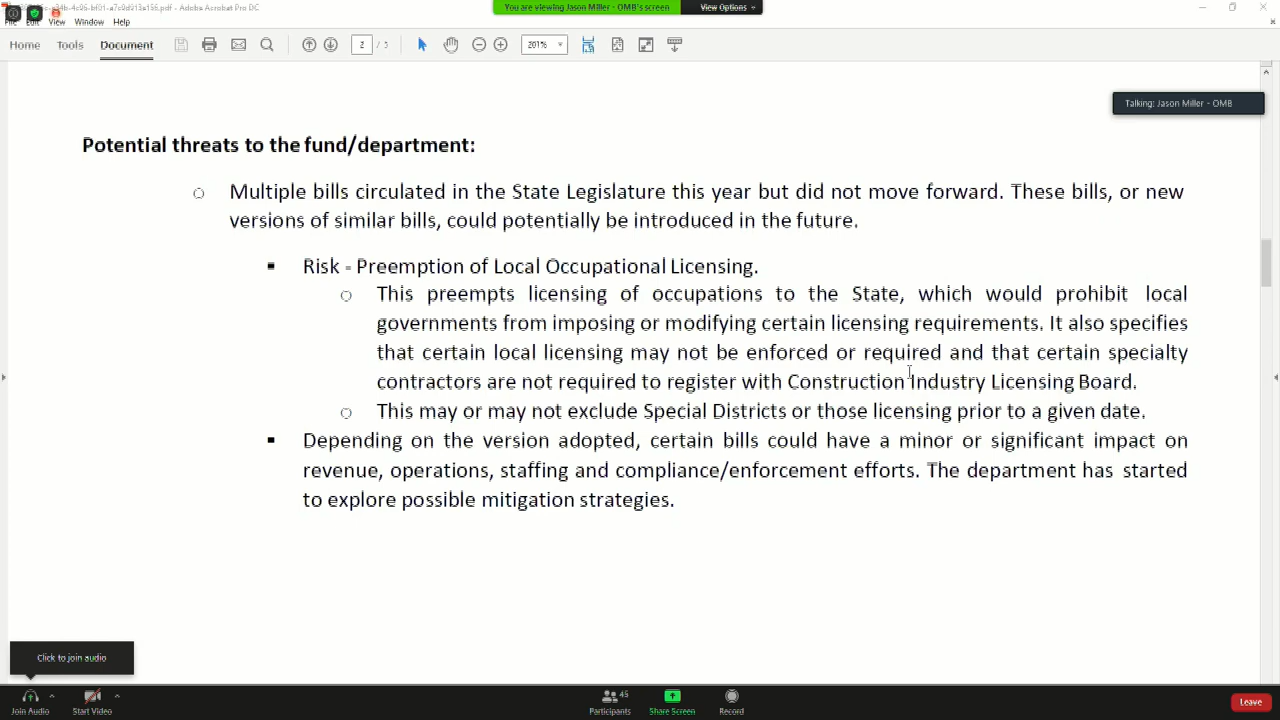 .pdf - Adobe Acrobat Pro DC
You are viewing Jason Miller - OMB's screen
View Options
File Edit View Window Help
Home Tools Document
2 / 3
201%
Talking: Jason Miller - OMB
Potential threats to the fund/department:
Multiple bills circulated in the State Legislature this year but did not move forward. These bills, or new
versions of similar bills, could potentially be introduced in the future.
Risk - Preemption of Local Occupational Licensing.
This preempts licensing of occupations to the State, which would prohibit local
governments from imposing or modifying certain licensing requirements. It also specifies
that certain local licensing may not be enforced or required and that certain specialty
contractors are not required to register with Construction Industry Licensing Board.
This may or may not exclude Special Districts or those licensing prior to a given date.
Depending on the version adopted, certain bills could have a minor or significant impact on
revenue, operations, staffing and compliance/enforcement efforts. The department has started
to explore possible mitigation strategies.
Click to join audio
Join Audio
Start Video
45
Participants
Share Screen
Record
Leave